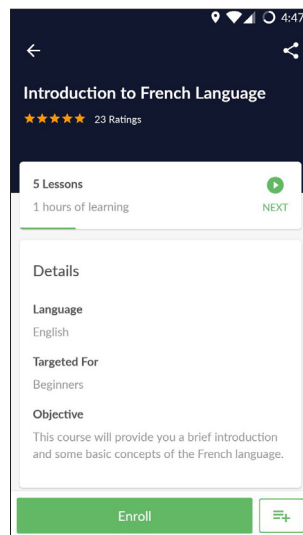 4:47
Introduction to French Language
23 Ratings
5 Lessons
1 hours of learning
NEXT
Details
Language
English
Targeted For
Beginners
Objective
This course will provide you a brief introduction
and some basic concepts of the French language.
Enroll